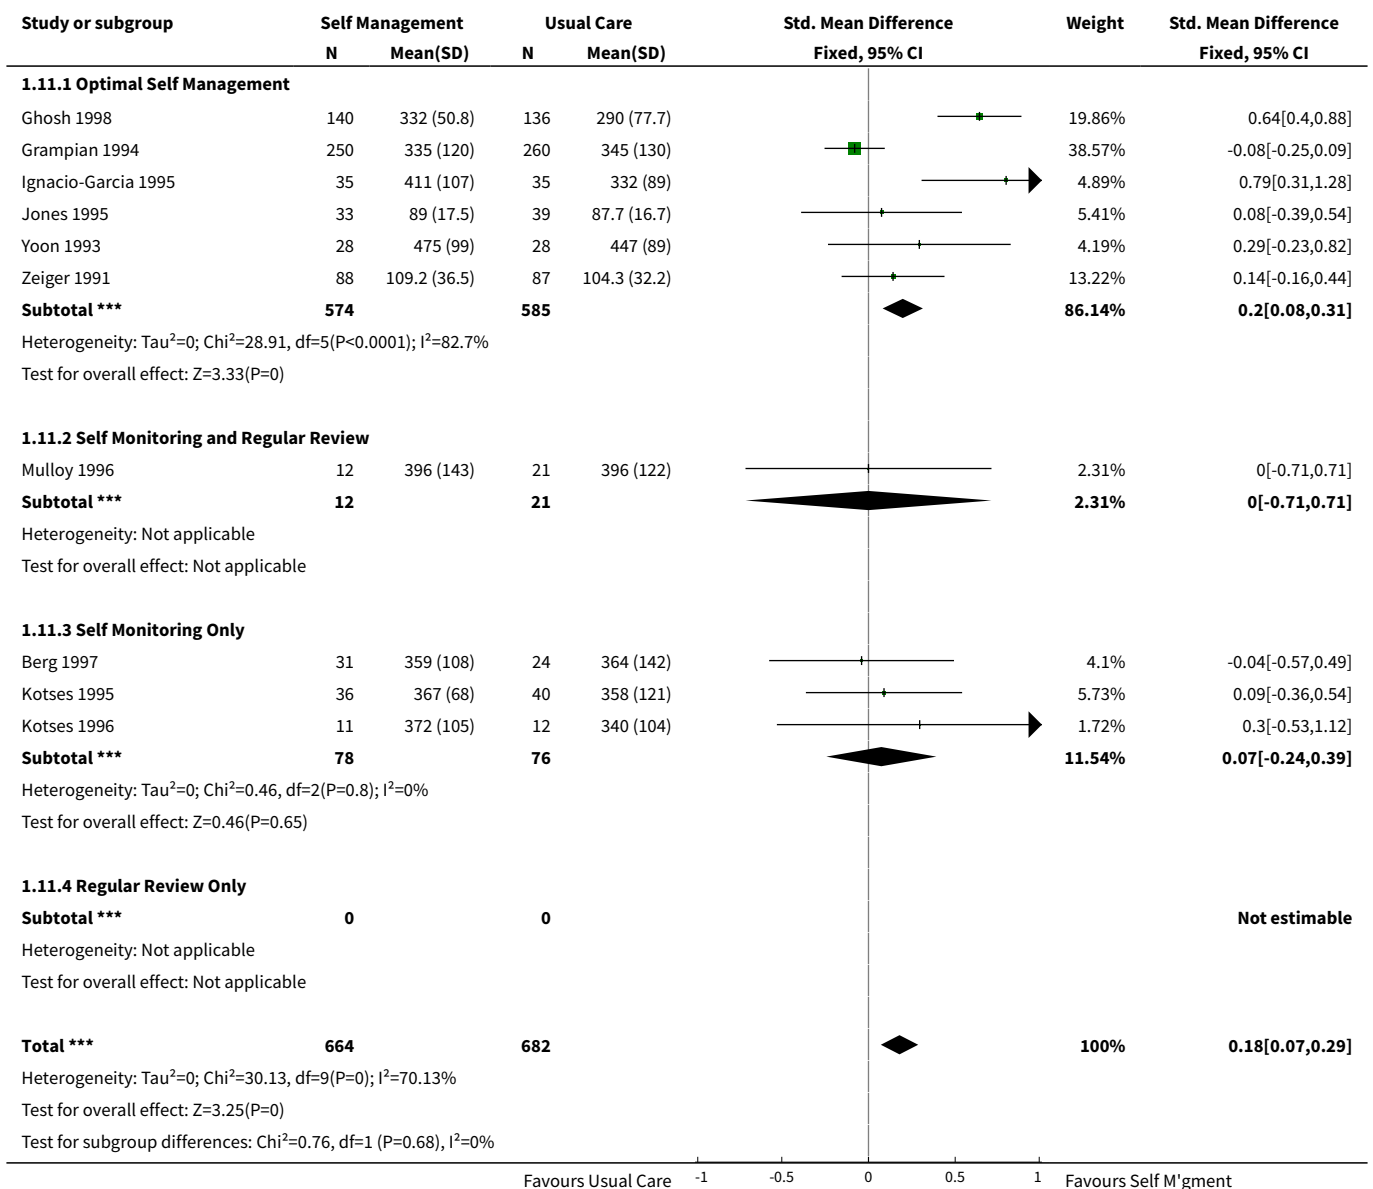 Study or subgroup Self Management Usual Care Std. Mean Difference Weight Std. Mean Difference
N Mean(SD) N Mean(SD) Fixed, 95% CI Fixed, 95% CI
1.11.1 Optimal Self Management
Ghosh 1998 140 332 (50.8) 136 290 (77.7) 19.86% 0.64[0.4,0.88]
Grampian 1994 250 335 (120) 260 345 (130) 38.57% -0.08[-0.25,0.09]
Ignacio-Garcia 1995 35 411 (107) 35 332 (89) 4.89% 0.79[0.31,1.28]
Jones 1995 33 89 (17.5) 39 87.7 (16.7) 5.41% 0.08[-0.39,0.54]
Yoon 1993 28 475 (99) 28 447 (89) 4.19% 0.29[-0.23,0.82]
Zeiger 1991 88 109.2 (36.5) 87 104.3 (32.2) 13.22% 0.14[-0.16,0.44]
Subtotal *** 574 585 86.14% 0.2[0.08,0.31]
Heterogeneity: Tau²=0; Chi²=28.91, df=5(P<0.0001); I²=82.7%
Test for overall effect: Z=3.33(P=0)
1.11.2 Self Monitoring and Regular Review
Mulloy 1996 12 396 (143) 21 396 (122) 2.31% 0[-0.71,0.71]
Subtotal *** 12 21 2.31% 0[-0.71,0.71]
Heterogeneity: Not applicable
Test for overall effect: Not applicable
1.11.3 Self Monitoring Only
Berg 1997 31 359 (108) 24 364 (142) 4.1% -0.04[-0.57,0.49]
Kotses 1995 36 367 (68) 40 358 (121) 5.73% 0.09[-0.36,0.54]
Kotses 1996 11 372 (105) 12 340 (104) 1.72% 0.3[-0.53,1.12]
Subtotal *** 78 76 11.54% 0.07[-0.24,0.39]
Heterogeneity: Tau²=0; Chi²=0.46, df=2(P=0.8); I²=0%
Test for overall effect: Z=0.46(P=0.65)
1.11.4 Regular Review Only
Subtotal *** 0 0 Not estimable
Heterogeneity: Not applicable
Test for overall effect: Not applicable
Total *** 664 682 100% 0.18[0.07,0.29]
Heterogeneity: Tau²=0; Chi²=30.13, df=9(P=0); I²=70.13%
Test for overall effect: Z=3.25(P=0)
Test for subgroup differences: Chi²=0.76, df=1 (P=0.68), I²=0%
Favours Usual Care -1 -0.5 0 0.5 1 Favours Self M'gment